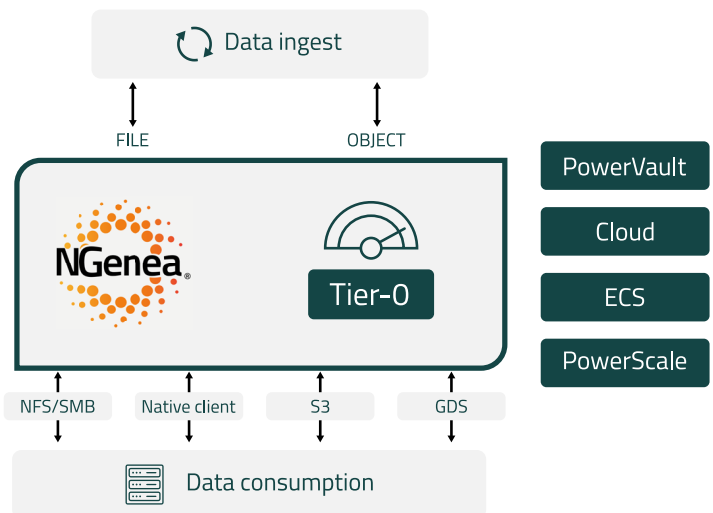 Data ingest
FILE
OBJECT
NGenea®
Tier-0
PowerVault
Cloud
ECS
PowerScale
NFS/SMB
Native client
S3
GDS
Data consumption